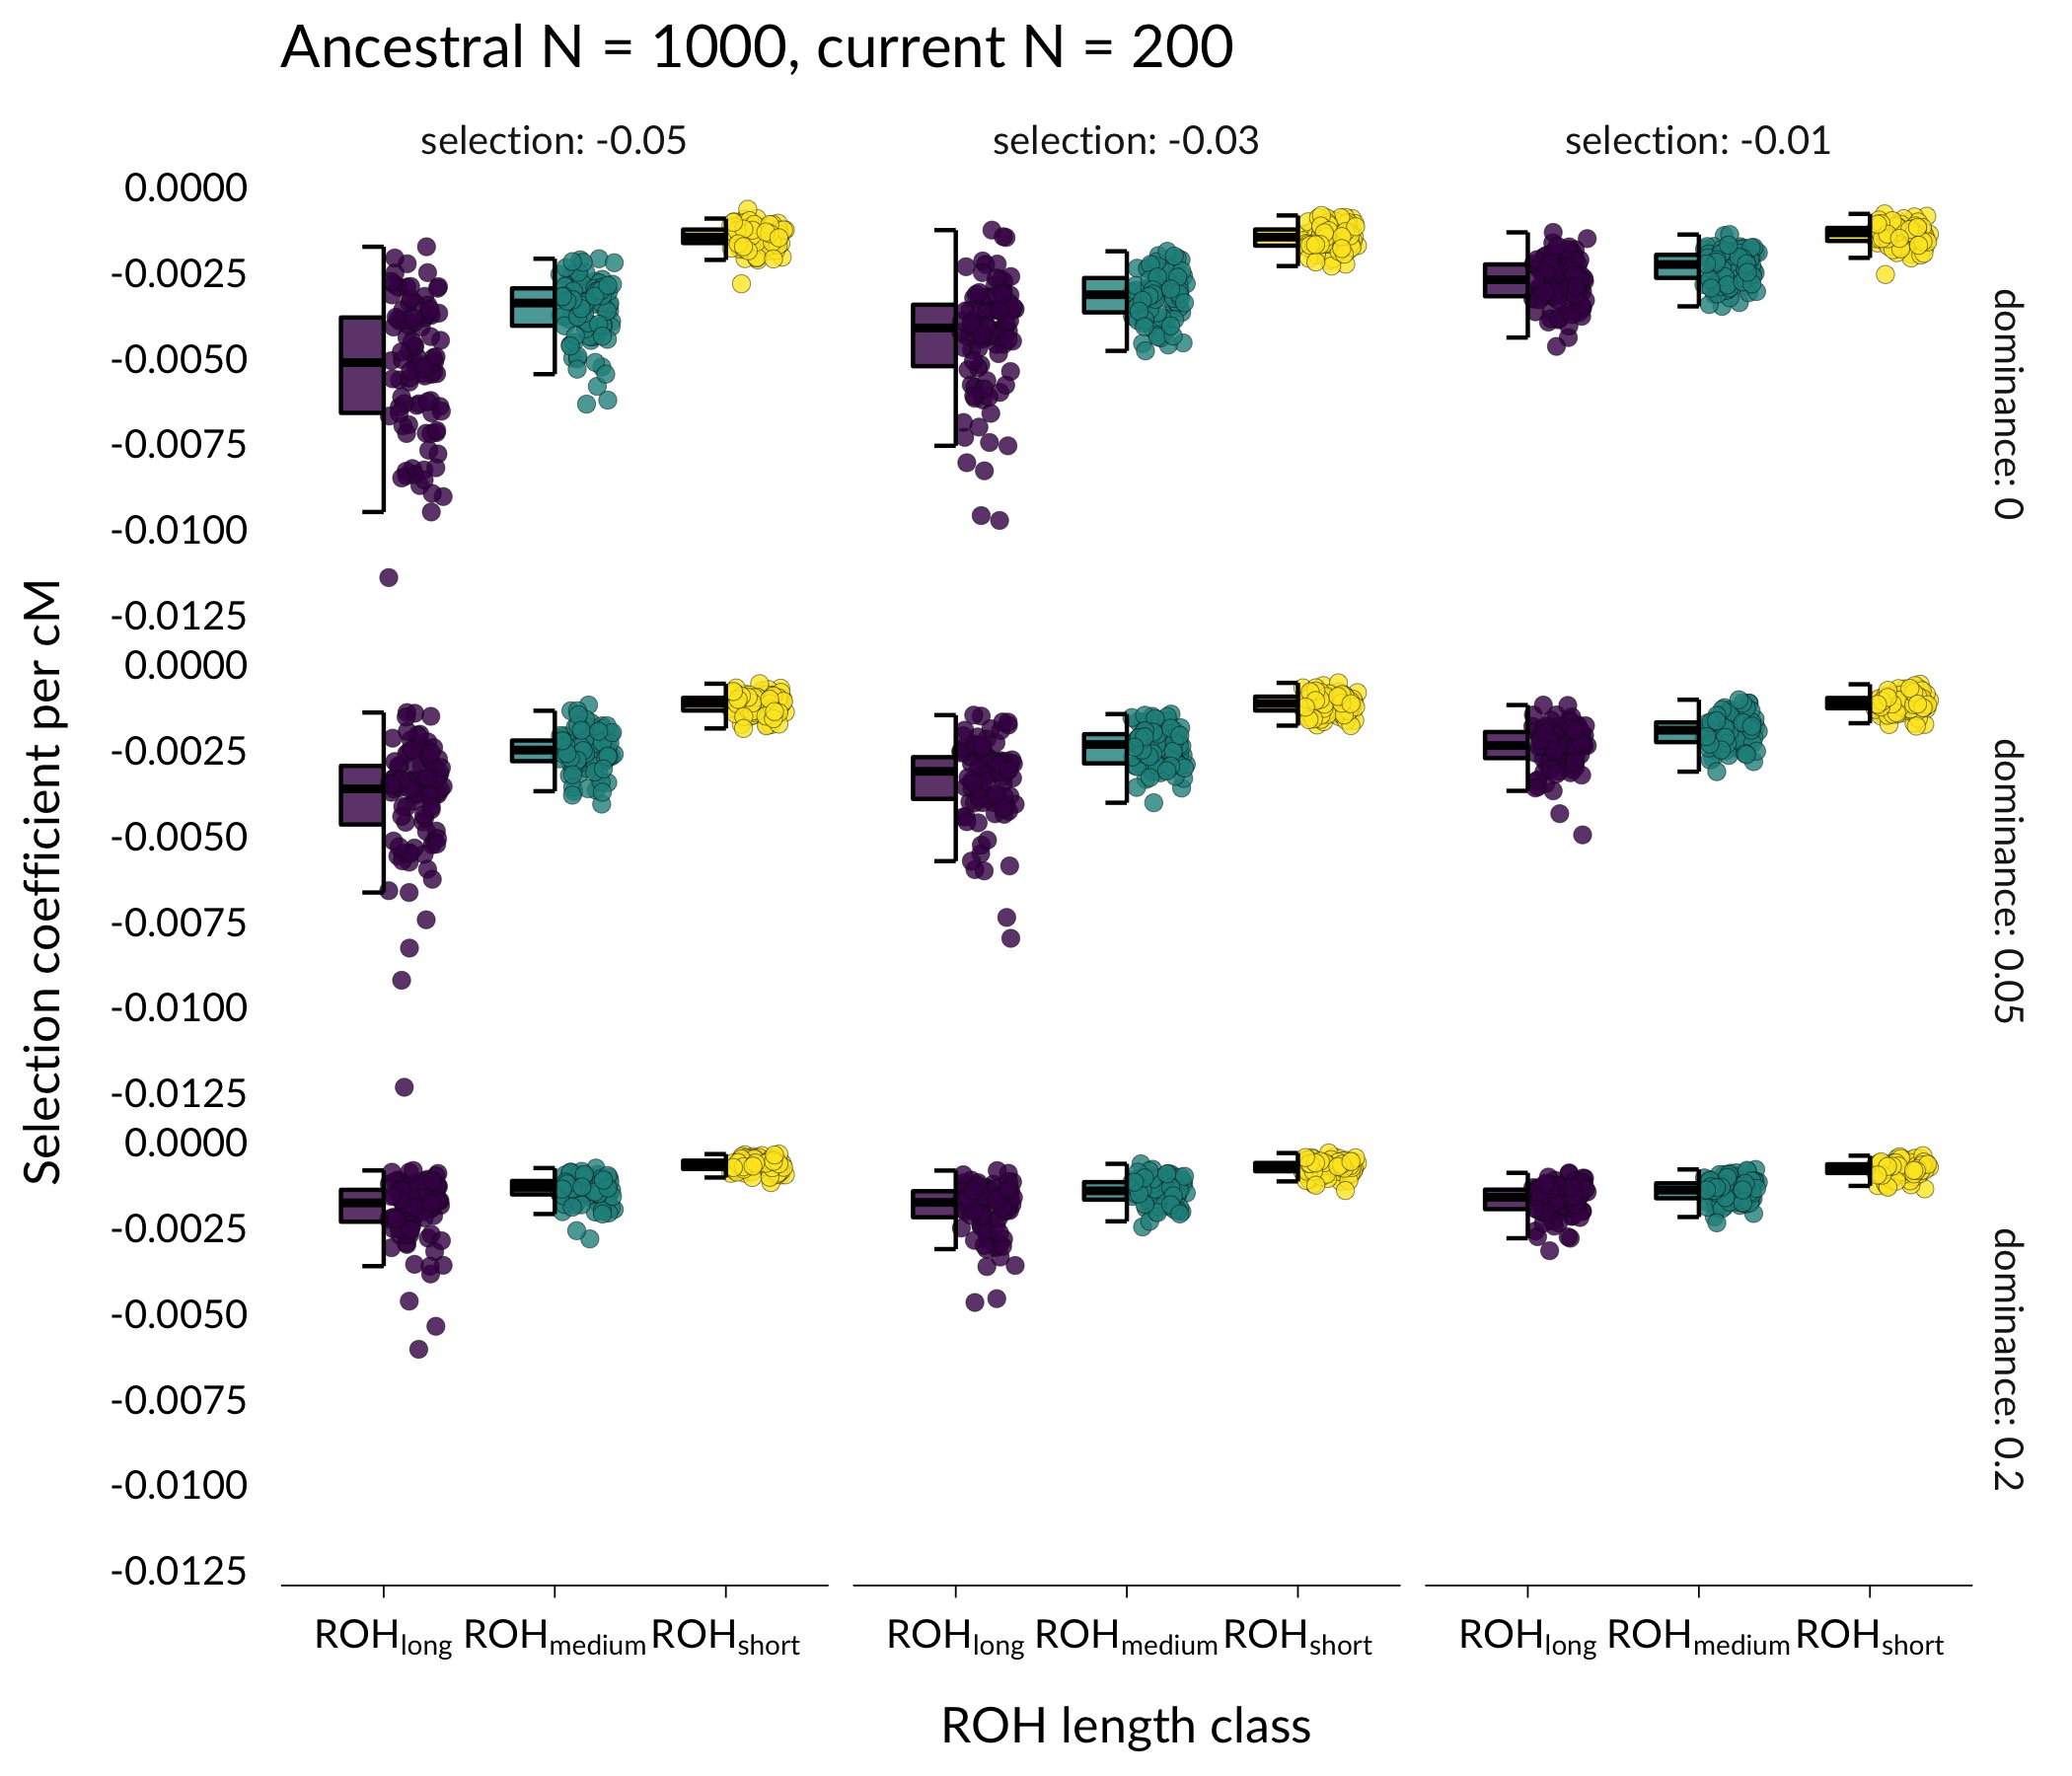 Ancestral N = 1000, current N = 200
selection: -0.05
selection: -0.03
selection: -0.01
Selection coefficient per cM
0.0000
-0.0025
-0.0050
-0.0075
-0.0100
-0.0125
dominance: 0
0.0000
-0.0025
-0.0050
-0.0075
-0.0100
-0.0125
dominance: 0.05
0.0000
-0.0025
-0.0050
-0.0075
-0.0100
-0.0125
dominance: 0.2
ROHlong ROHmedium ROHshort
ROHlong ROHmedium ROHshort
ROHlong ROHmedium ROHshort
ROH length class